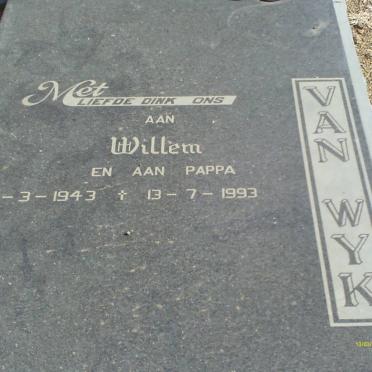 Met
LIEFDE DINK ONS
AAN
Willem
EN AAN PAPPA
-3-1943 ✝ 13-7-1993
VAN WYK